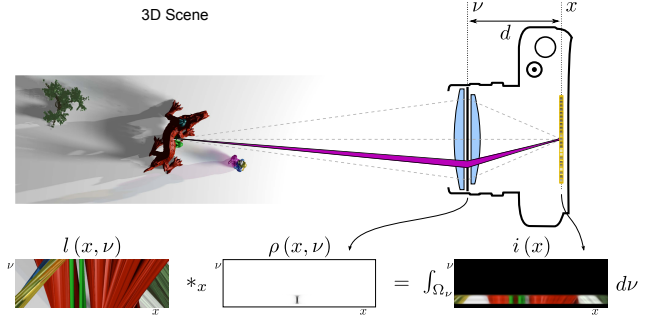 3D Scene
ν x
d
l (x, ν) ρ (x, ν) i (x)
ν ν ν
*x = ∫Ων dν
x x x